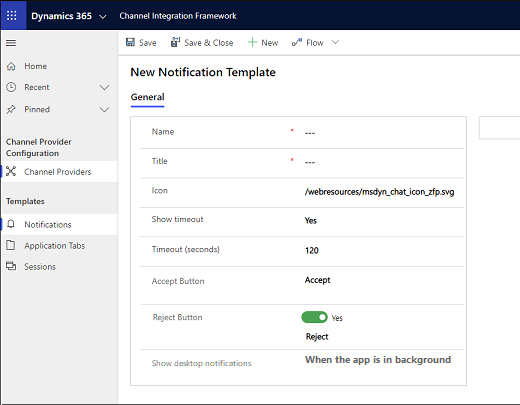 Dynamics 365
Channel Integration Framework
Save
Save & Close
New
Flow
Home
Recent
Pinned
Channel Provider
Configuration
Channel Providers
Templates
Notifications
Application Tabs
Sessions
New Notification Template
General
Name * ---
Title * ---
Icon /webresources/msdyn_chat_icon_zfp.svg
Show timeout Yes
Timeout (seconds) 120
Accept Button Accept
Reject Button Yes
Reject
Show desktop notifications When the app is in background